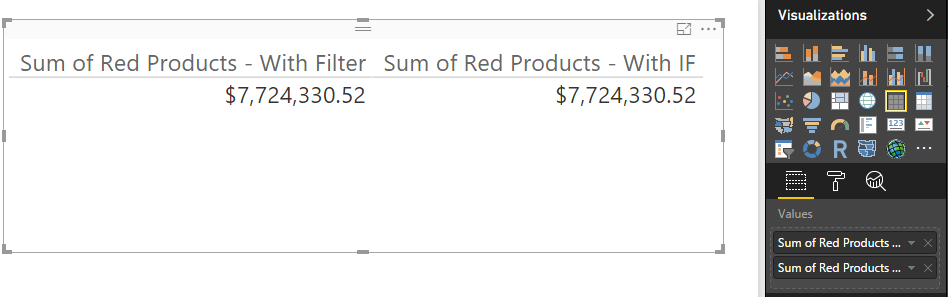 Visualizations
Sum of Red Products - With Filter Sum of Red Products - With IF
$7,724,330.52 $7,724,330.52
123
R
...
Values
Sum of Red Products ...
Sum of Red Products ...